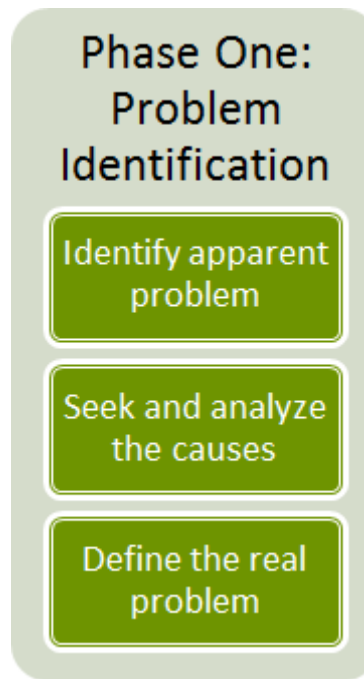 Phase One:
Problem
Identification
Identify apparent
problem
Seek and analyze
the causes
Define the real
problem